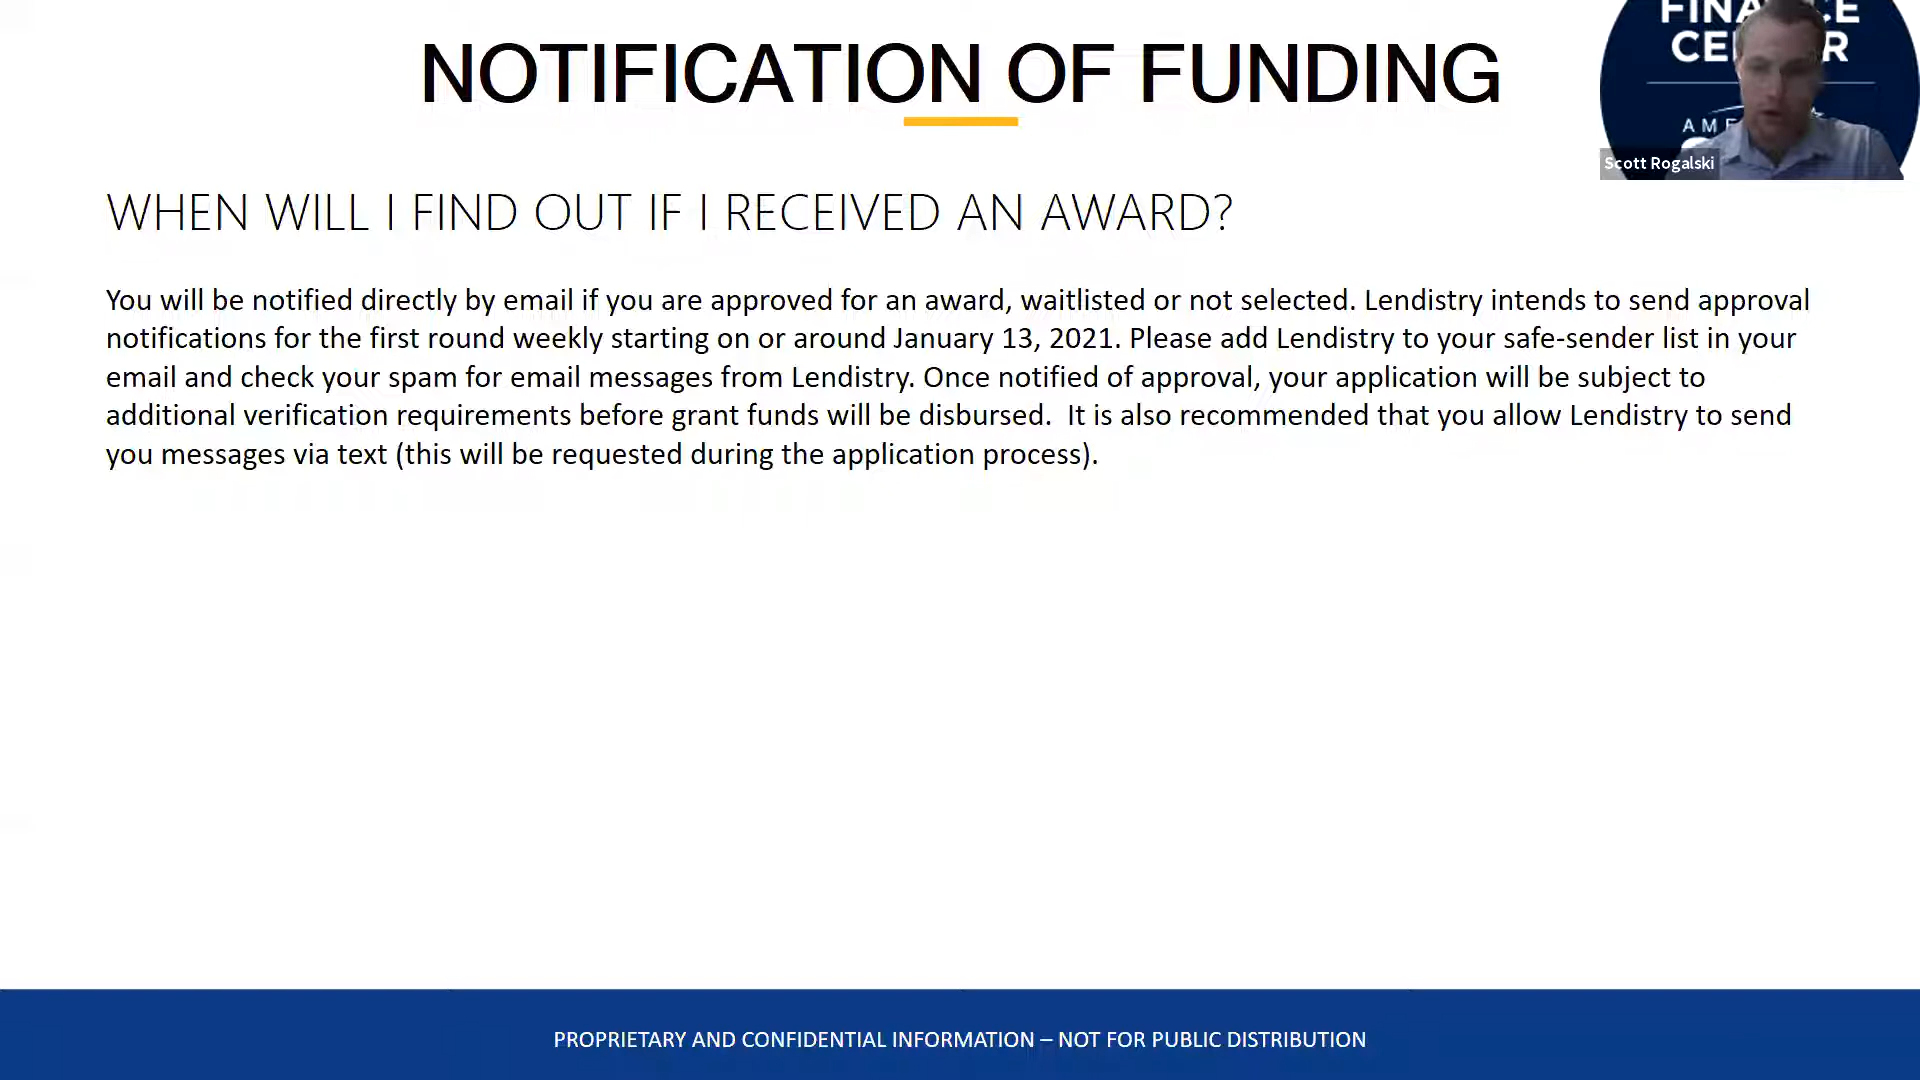 NOTIFICATION OF FUNDING
Scott Rogalski
WHEN WILL I FIND OUT IF I RECEIVED AN AWARD?
You will be notified directly by email if you are approved for an award, waitlisted or not selected. Lendistry intends to send approval
notifications for the first round weekly starting on or around January 13, 2021. Please add Lendistry to your safe-sender list in your
email and check your spam for email messages from Lendistry. Once notified of approval, your application will be subject to
additional verification requirements before grant funds will be disbursed.  It is also recommended that you allow Lendistry to send
you messages via text (this will be requested during the application process).
PROPRIETARY AND CONFIDENTIAL INFORMATION – NOT FOR PUBLIC DISTRIBUTION